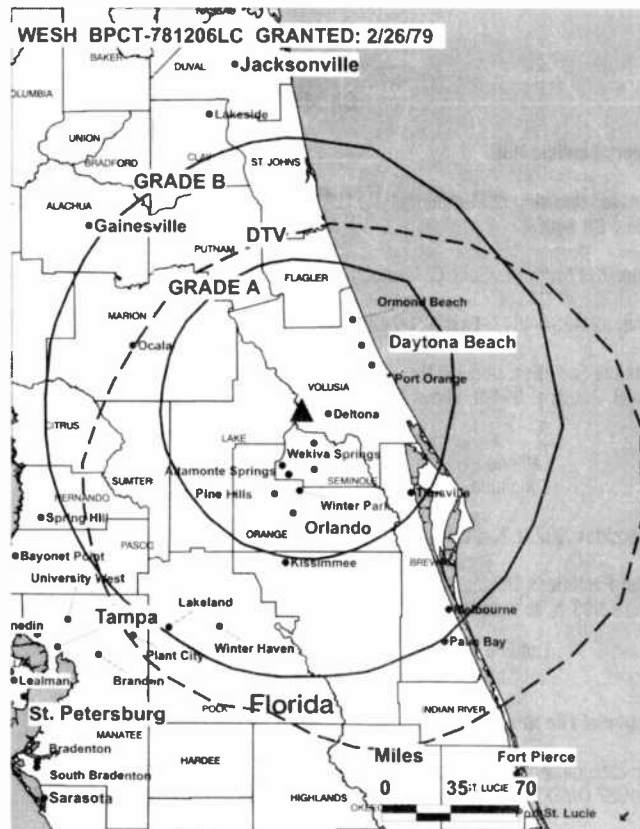 WESH BPCT-781206LC GRANTED: 2/26/79
BAKER
DUVAL
Jacksonville
Lakeside
UNION
BRADFORD
CLAY
ST JOHNS
GRADE B
ALACHUA
Gainesville
PUTNAM
DTV
FLAGLER
GRADE A
MARION
Ormond Beach
Ocala
Daytona Beach
Port Orange
VOLUSIA
Deltona
CITRUS
LAKE
Wekiva Springs
Altamonte Springs
SUMTER
SEMINOLE
HERNANDO
Pine Hills
Winter Park
Titusville
Spring Hill
Orlando
ORANGE
PASCO
Bayonet Point
Kissimmee
BREV
University West
Lakeland
Melbourne
nedin
Tampa
Winter Haven
Palm Bay
Plant City
Lealman
Brandon
Florida
St. Petersburg
POLK
INDIAN RIVER
MANATEE
Miles
Bradenton
HARDEE
Fort Pierce
South Bradenton
0 35 ST LUCIE 70
Sarasota
HIGHLANDS
Port St. Lucie